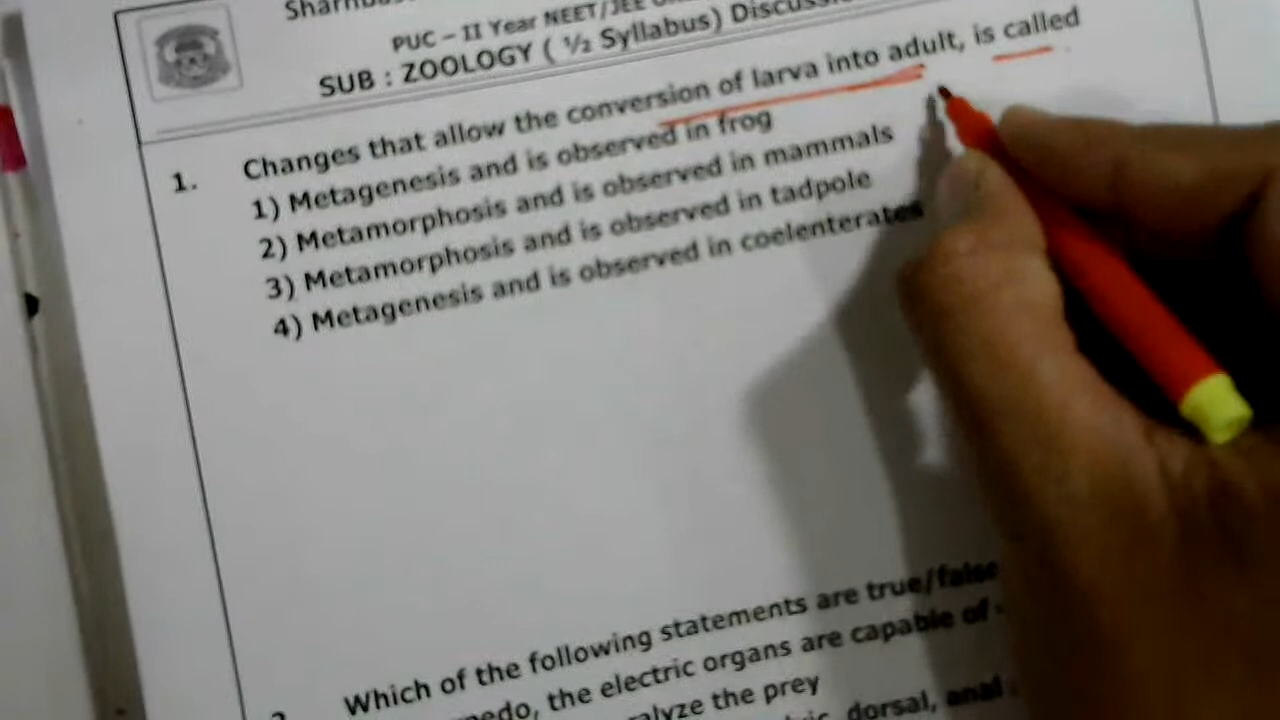 PUC – II Year NEET/JEE
SUB : ZOOLOGY ( ½ Syllabus) Discussi
1. Changes that allow the conversion of larva into adult, is called
1) Metagenesis and is observed in frog
2) Metamorphosis and is observed in mammals
3) Metamorphosis and is observed in tadpole
4) Metagenesis and is observed in coelenterates
Which of the following statements are true/false
the electric organs are capable of
the prey
dorsal, anal